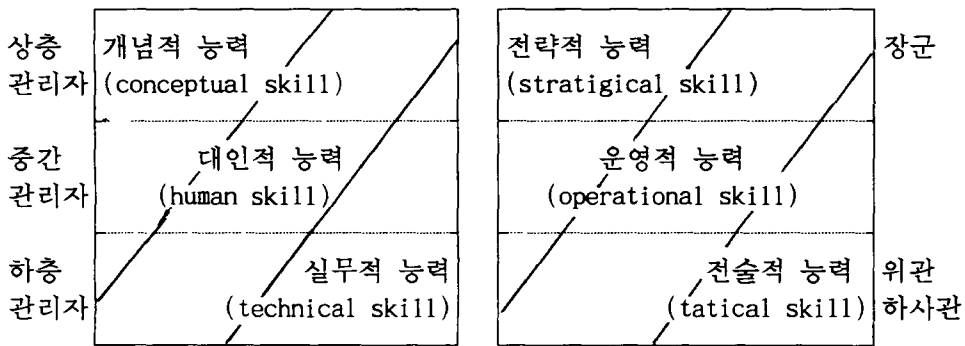 상층 개념적 능력 전략적 능력 장군
관리자 (conceptual skill) (stratigical skill)
중간 대인적 능력 운영적 능력
관리자 (human skill) (operational skill)
하층 실무적 능력 전술적 능력 위관
관리자 (technical skill) (tatical skill) 하사관